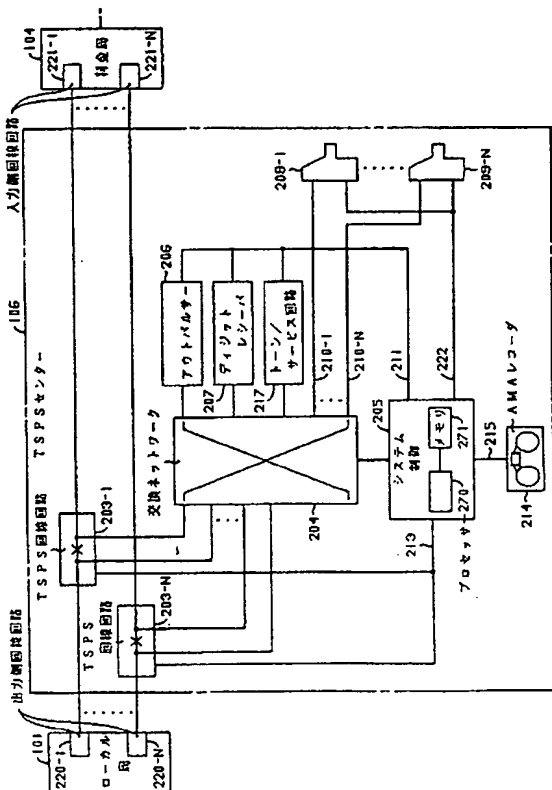 104
221-1
料金局
221-N
入力側回線回路
106
TSPSセンター
208-1
209-N
206
アウトパルサー
207
ディジット
レシーバ
217
トーン/
サービス回路
210-1
210-N
211
222
交換ネットワーク
204
205
システム
制御
メモリ
270
271
プロセッサー
213
215
AMAレコーダ
214
TSPS回線回路
203-1
TSPS
回線回路
203-N
出力側回線回路
101
220-1
ローカル
局
220-N